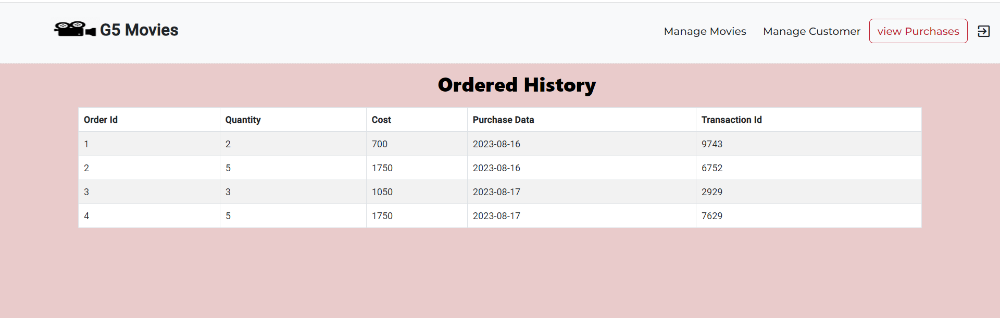 G5 Movies
Manage Movies Manage Customer view Purchases
Ordered History
Order Id Quantity Cost Purchase Data Transaction Id
1 2 700 2023-08-16 9743
2 5 1750 2023-08-16 6752
3 3 1050 2023-08-17 2929
4 5 1750 2023-08-17 7629